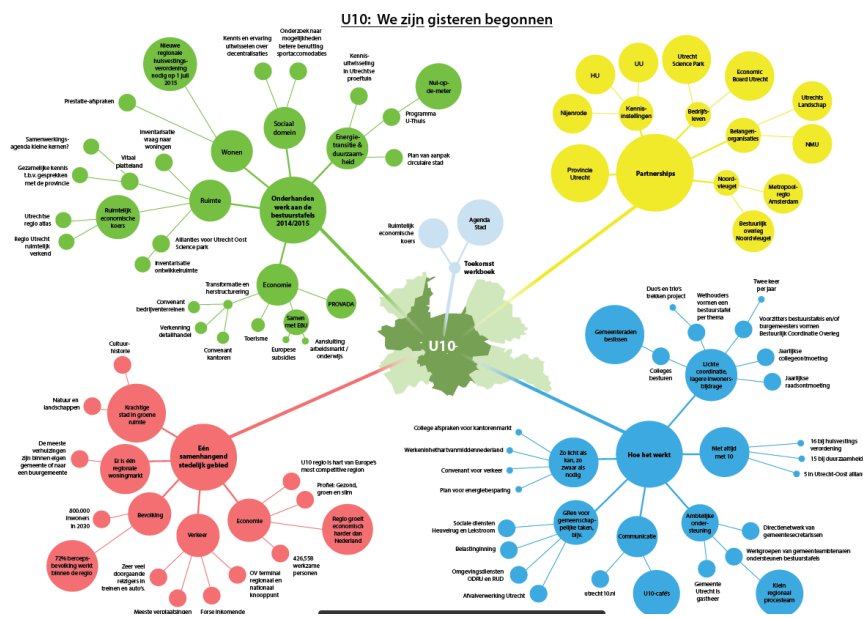 U10: We zijn gisteren begonnen
Nieuwe
regionale
huisvestings-
verordening
nodig op 1 juli
2015
Prestatie-afspraken
Wonen
Kennis en ervaring
uitwisselen over
decentralisaties
Onderzoek naar
mogelijkheden
betere benutting
sportaccomodaties
Sociaal
domein
Kennis-
uitwisseling
in Utrechtse
proeftuin
Nul-op-
de-meter
Programma
U-Thuis
Energie-
transitie &
duurzaam-
heid
Plan van aanpak
circulaire stad
Samenwerkings-
agenda kleine kernen?
Inventarisatie
vraag naar
woningen
Vitaal
platteland
Gezamelijke kennis
t.b.v. gesprekken
met de provincie
Ruimte
Onderhanden
werk aan de
bestuurstafels
2014/2015
Utrechtse
regio atlas
Ruimtelijk
economische
koers
Regio Utrecht
ruimtelijk
verkend
Allianties voor Utrecht Oost
Science park
Inventarisatie
ontwikkelruimte
Economie
Transformatie en
herstructurering
Convenant
bedrijventerreinen
Verkenning
detailhandel
Convenant
kantoren
Toerisme
Samen
met EBU
PROVADA
Europese
subsidies
Aansluiting
arbeidsmarkt /
onderwijs
Ruimtelijk
economische
koers
Agenda
Stad
Toekomst
werkboek
U10
HU
UU
Nijenrode
Kennis-
instellingen
Utrecht
Science Park
Economic
Board Utrecht
Bedrijfs-
leven
Utrechts
Landschap
Belangen-
organisaties
NMU
Provincie
Utrecht
Partnerships
Noord-
vleugel
Metropool-
regio
Amsterdam
Bestuurlijk
overleg
Noordvleugel
Cultuur-
historie
Krachtige
stad in groene
ruimte
Natuur en
landschappen
De meeste
verhuizingen
zijn binnen eigen
gemeente of naar
een buurgemeente
Er is één
regionale
woningmarkt
Eén
samenhangend
stedelijk gebied
800.000
inwoners
in 2030
Bevolking
72% beroeps-
bevolking werkt
binnen de regio
Verkeer
Zeer veel
doorgaande
reizigers in
treinen en auto's.
Meeste verplaatsingen
Forse inkomende
OV terminal
regionaal en
nationaal
knooppunt
Economie
U10 regio is hart van Europe's
most competitive region
Profiel: Gezond,
groen en slim
Regio groeit
economisch
harder dan
Nederland
426,558
werkzame
personen
Duo's en trio's
trekken project
Wethouders
vormen een
bestuurstafel
per thema
Twee keer
per jaar
Voorzitters bestuurstafels en/of
burgemeesters vormen
Bestuurlijk Coordinatie Overleg
Gemeenteraden
beslissen
Colleges
besturen
Lichte
coordinatie,
lagere inwoners-
bijdrage
Jaarlijkse
collegeontmoeting
Jaarlijkse
raadsontmoeting
College afspraken voor kantorenmarkt
Werkeninhethartvanmiddennederland
Convenant voor verkeer
Plan voor energiebesparing
Zo licht als
kan, zo
zwaar als
nodig
Hoe het werkt
Niet altijd
met 10
16 bij huisvestings
verordening
15 bij duurzaamheid
5 in Utrecht-Oost allian
Sociale diensten
Heuvelrug en Lekstroom
Belastinginning
Omgevingsdiensten
ODRU en RUD
Afvalverwerking Utrecht
GRen voor
gemeenschap-
pelijke taken,
bijv.
Communicatie
utrecht10.nl
U10-cafés
Ambtelijke
onder-
steuning
Directienetwerk van
gemeentesecretarissen
Werkgroepen van gemeenteambtenaren
ondersteunen bestuurstafels
Gemeente
Utrecht is
gastheer
Klein
regionaal
procesteam